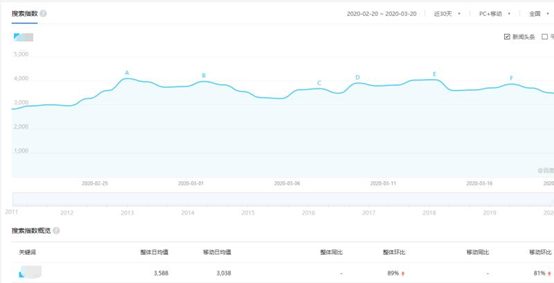 搜索指数 ?
2020-02-20 ~ 2020-03-20 近30天 PC+移动 全国
新闻头条
5,000
4,000
3,000
2,000
1,000
A B C D E F
2020-02-25 2020-03-01 2020-03-06 2020-03-11 2020-03-16
2011 2012 2013 2014 2015 2016 2017 2018 2019
搜索指数概览 ?
关键词 整体日均值 移动日均值 整体同比 整体环比 移动同比 移动环比
3,588 3,038 - 89% - 81%